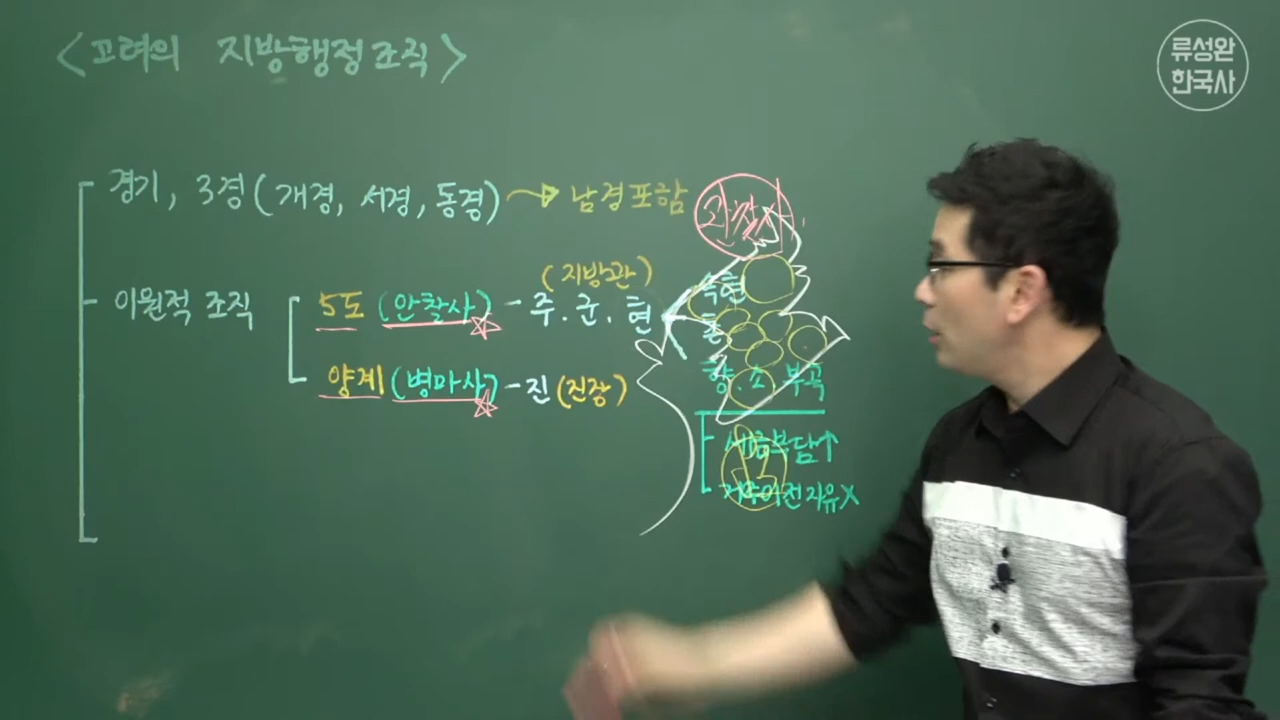 <고려의 지방행정조직>
류성완
한국사
경기, 3경(개경, 서경, 동경) → 남경포함
(지방관)
이원적 조직
5도 (안찰사) - 주.군.현
속현
촌
양계 (병마사) - 진 (진장)
향.소 부곡
세금부담↑
거주이전자유X